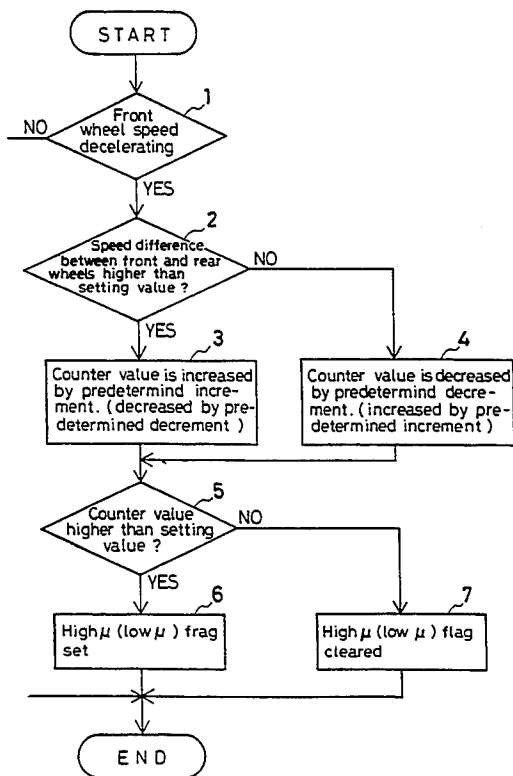 START
1
Front
wheel speed
decelerating
NO
YES
2
Speed difference
between front and rear
wheels higher than
setting value ?
NO
YES
3
Counter value is increased
by predetermind incre-
ment. (decreased by pre-
determined decrement)
4
Counter value is decreased
by predetermind decre-
ment. (increased by pre-
determined increment)
5
Counter value
higher than setting
value ?
NO
YES
6
High μ (low μ) frag
set
7
High μ (low μ) flag
cleared
END